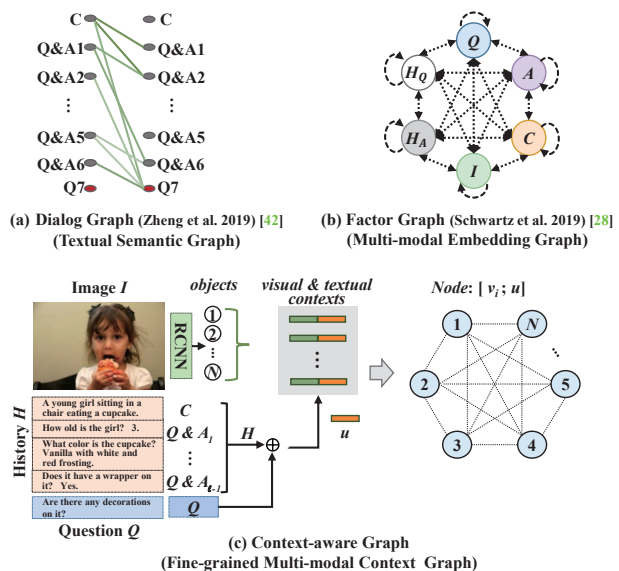 C C
Q&A1 Q&A1
Q&A2 Q&A2
⋮ ⋮
Q&A5 Q&A5
Q&A6 Q&A6
Q7 Q7
(a) Dialog Graph (Zheng et al. 2019) [42]
(Textual Semantic Graph)
Q
H_Q A
H_A C
I
(b) Factor Graph (Schwartz et al. 2019) [28]
(Multi-modal Embedding Graph)
Image I
objects
RCNN
1
2
⋮
N
visual & textual
contexts
⋮
u
Node: [ v_i ; u]
1 N
2 5
3 4
History H
A young girl sitting in a
chair eating a cupcake.
How old is the girl? 3.
What color is the cupcake?
Vanilla with white and
red frosting.
Does it have a wrapper on
it? Yes.
C
Q & A_1
⋮
Q & A_{t-1}
H
⊕
Are there any decorations
on it?
Q
Question Q
(c) Context-aware Graph
(Fine-grained Multi-modal Context Graph)